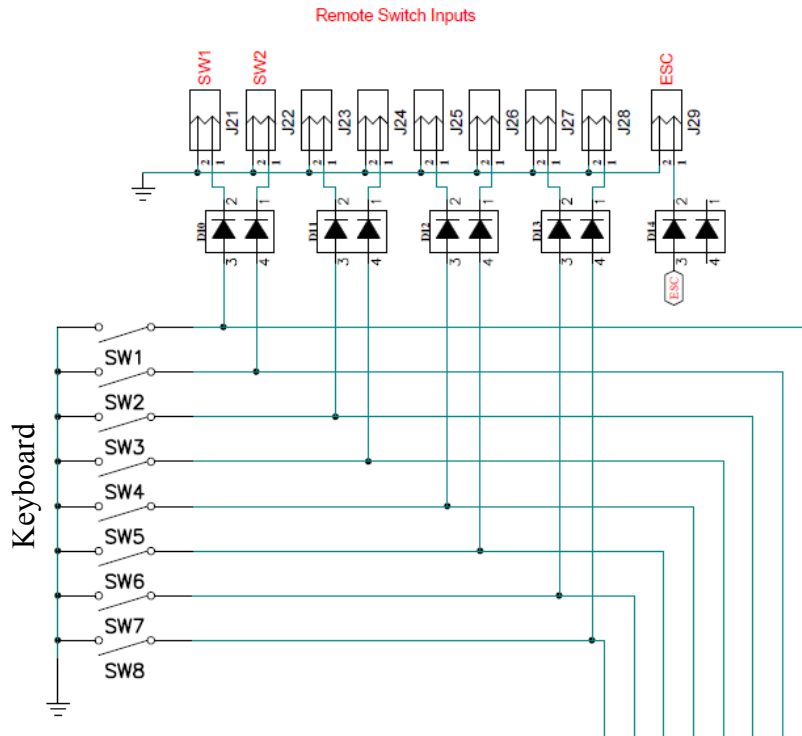 Remote Switch Inputs
SW1 SW2 ESC
J21 J22 J23 J24 J25 J26 J27 J28 J29
2 1 2 1 2 1 2 1 2 1 2 1 2 1 2 1 2 1
2 1 2 1 2 1 2 1 2 1
D10 D11 D12 D13 D14
3 4 3 4 3 4 3 4 3 4
ESC
Keyboard
SW1
SW2
SW3
SW4
SW5
SW6
SW7
SW8